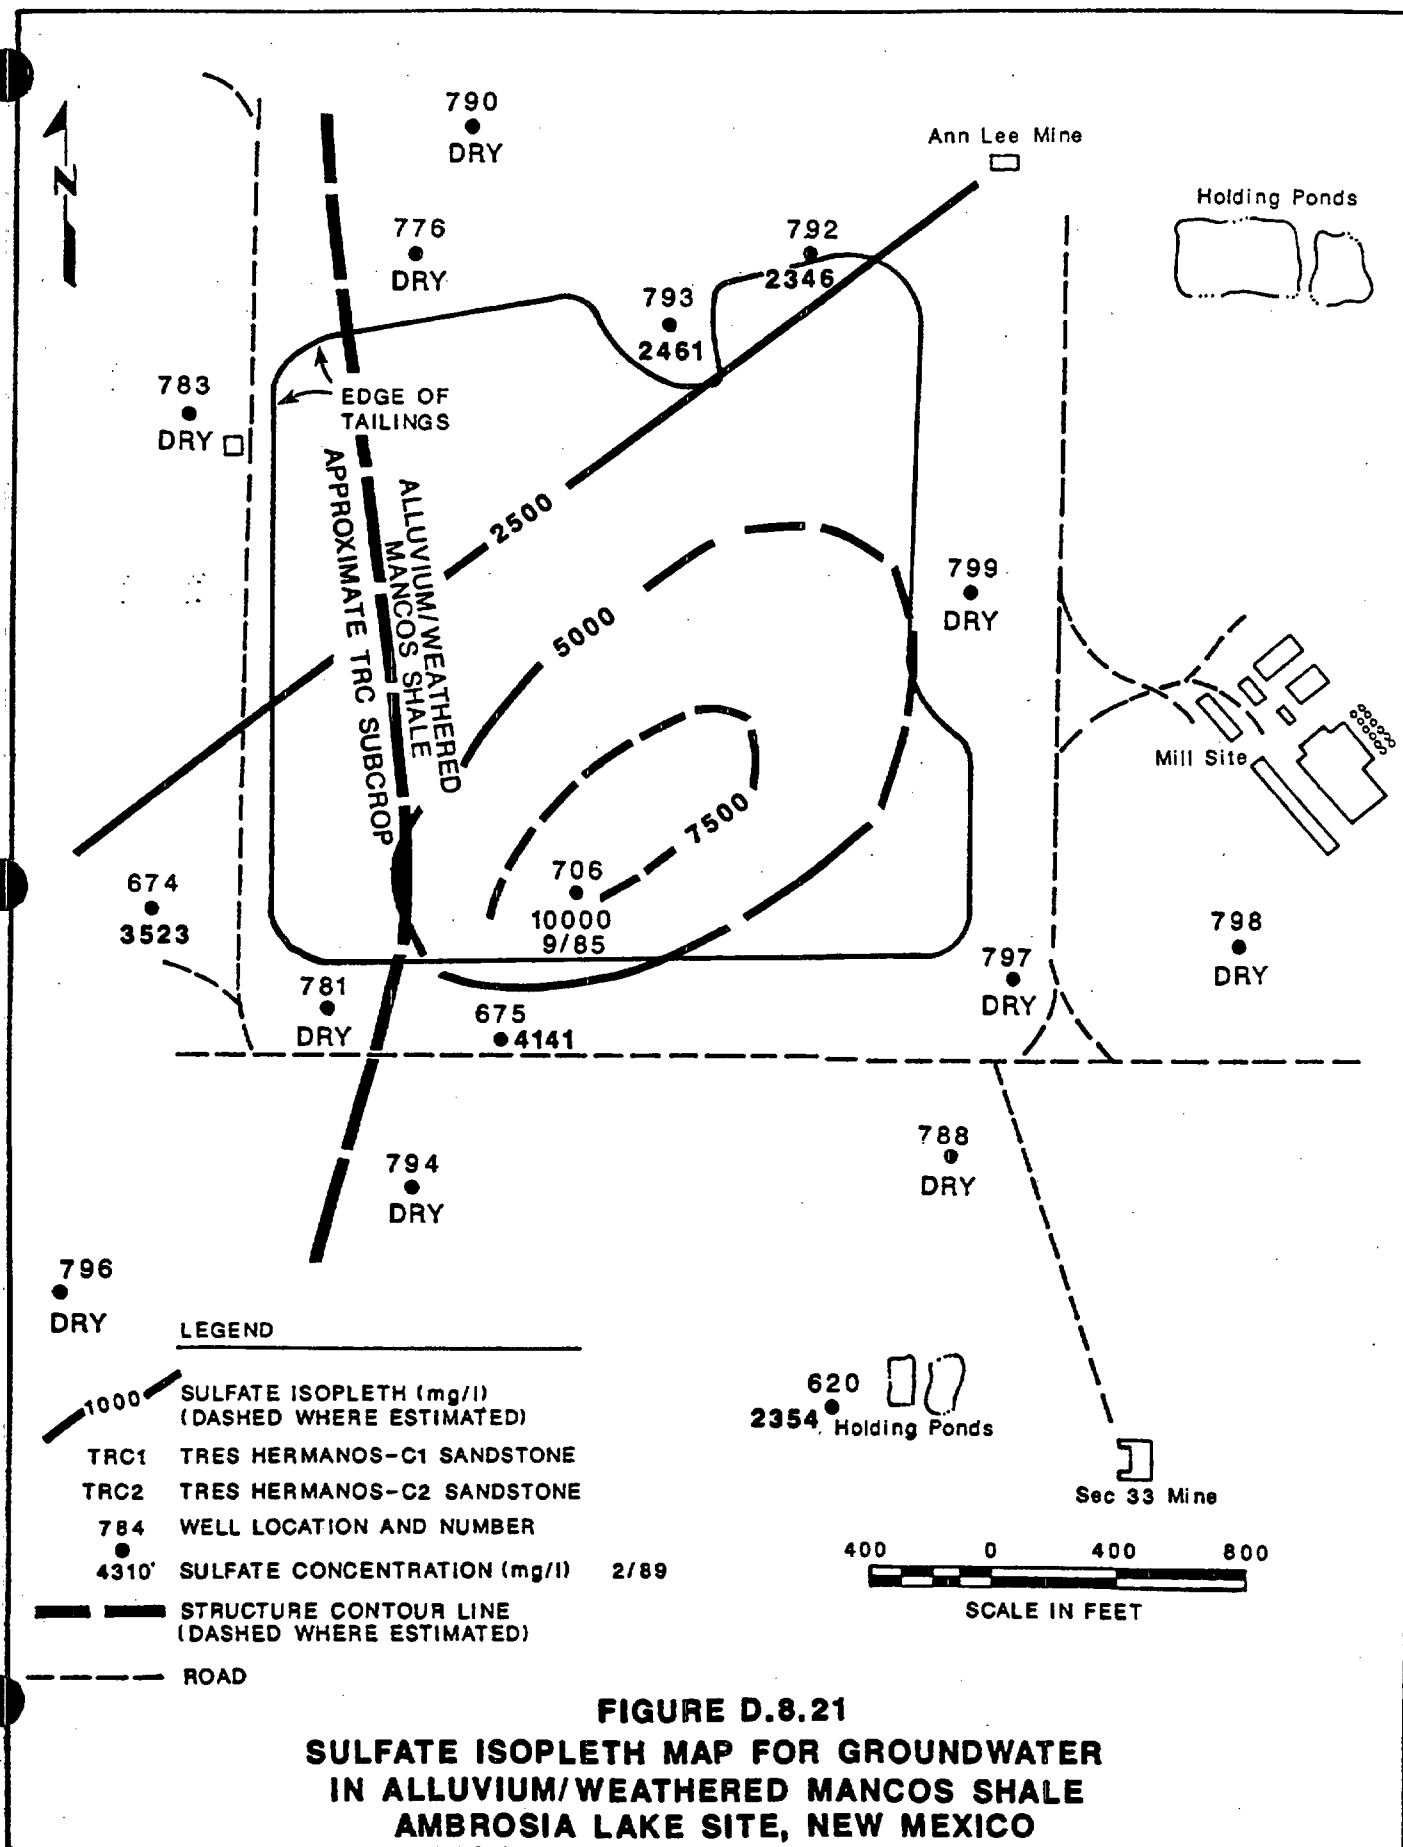 790
DRY
Ann Lee Mine
N
Holding Ponds
776
DRY
792
2346
793
2461
783
DRY
EDGE OF
TAILINGS
2500
ALLUVIUM/WEATHERED
MANCOS SHALE
APPROXIMATE TRC SUBCROP
5000
799
DRY
7500
Mill Site
706
10000
9/85
674
3523
798
DRY
797
DRY
781
DRY
675
4141
788
DRY
794
DRY
796
DRY
LEGEND
1000 SULFATE ISOPLETH (mg/l)
(DASHED WHERE ESTIMATED)
TRC1 TRES HERMANOS-C1 SANDSTONE
TRC2 TRES HERMANOS-C2 SANDSTONE
784 WELL LOCATION AND NUMBER
4310' SULFATE CONCENTRATION (mg/l) 2/89
STRUCTURE CONTOUR LINE
(DASHED WHERE ESTIMATED)
ROAD
620
2354
Holding Ponds
Sec 33 Mine
400 0 400 800
SCALE IN FEET
FIGURE D.8.21
SULFATE ISOPLETH MAP FOR GROUNDWATER
IN ALLUVIUM/WEATHERED MANCOS SHALE
AMBROSIA LAKE SITE, NEW MEXICO